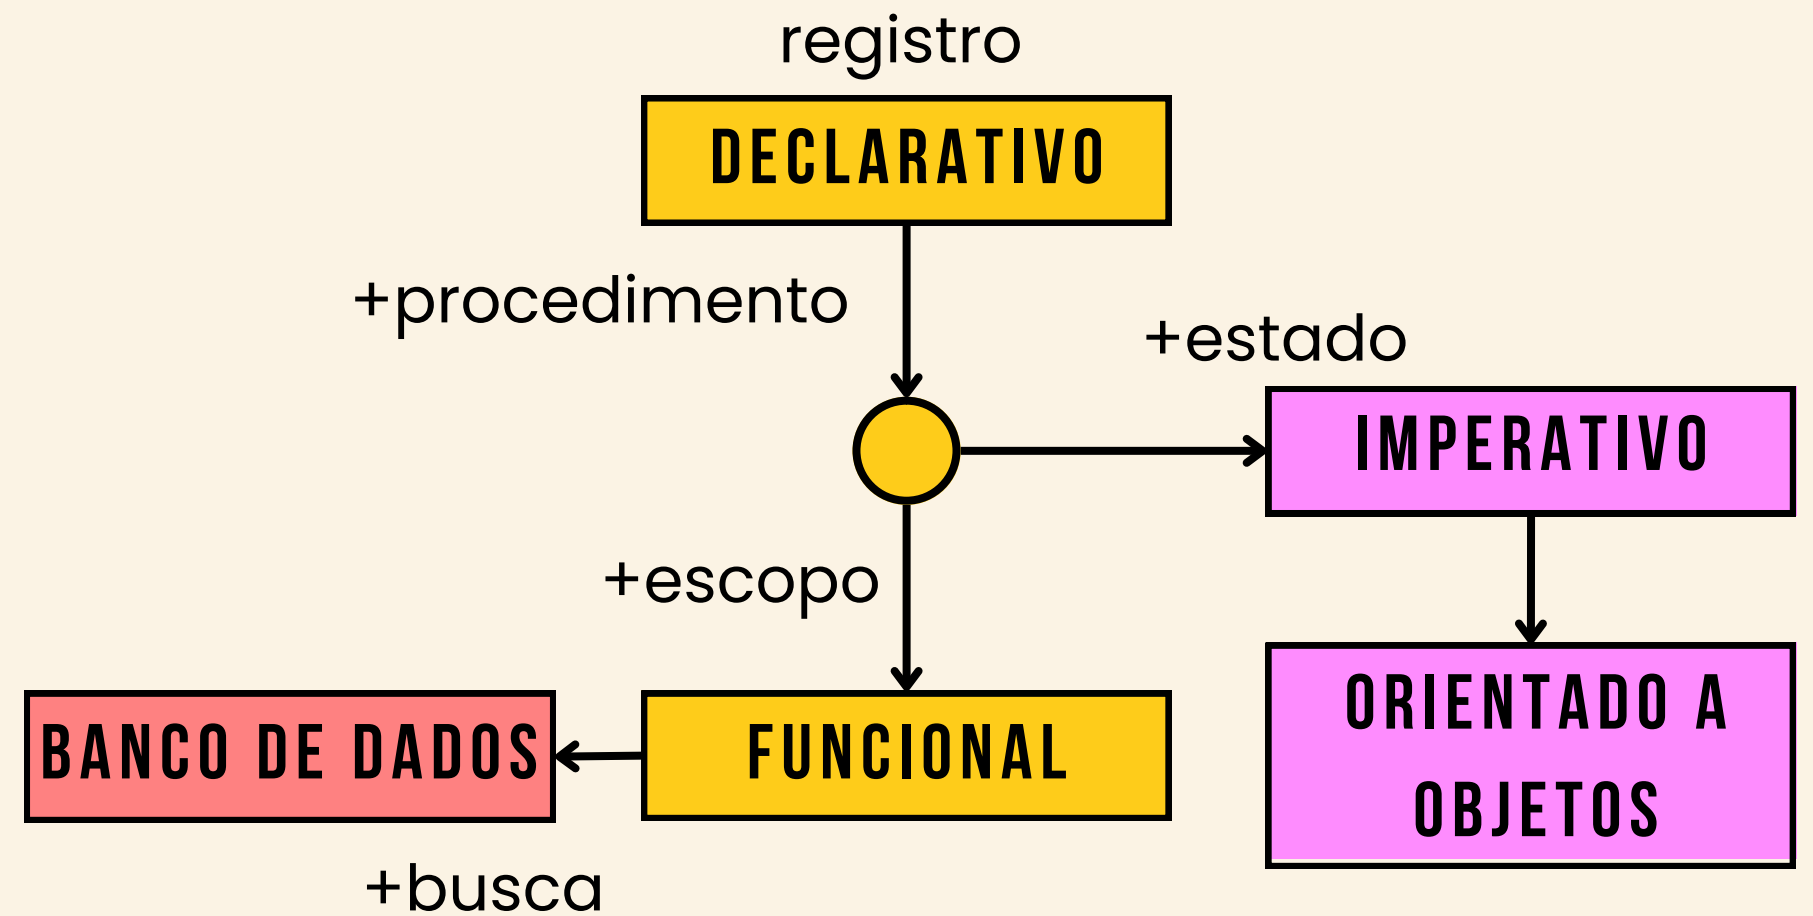 registro
DECLARATIVO
+procedimento
+estado
IMPERATIVO
+escopo
BANCO DE DADOS
FUNCIONAL
ORIENTADO A
OBJETOS
+busca